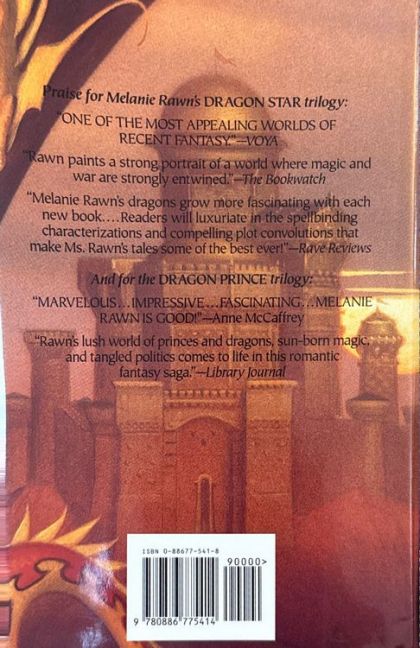 Praise for Melanie Rawn's DRAGON STAR trilogy:
"ONE OF THE MOST APPEALING WORLDS OF
RECENT FANTASY."—VOYA
"Rawn paints a strong portrait of a world where magic and
war are strongly entwined."—The Bookwatch
"Melanie Rawn's dragons grow more fascinating with each
new book....Readers will luxuriate in the spellbinding
characterizations and compelling plot convolutions that
make Ms. Rawn's tales some of the best ever!"—Rave Reviews
And for the DRAGON PRINCE trilogy:
"MARVELOUS...IMPRESSIVE...FASCINATING...MELANIE
RAWN IS GOOD!"—Anne McCaffrey
"Rawn's lush world of princes and dragons, sun-born magic,
and tangled politics comes to life in this romantic
fantasy saga."—Library Journal
ISBN 0-88677-541-8
90000>
9 780886 775414